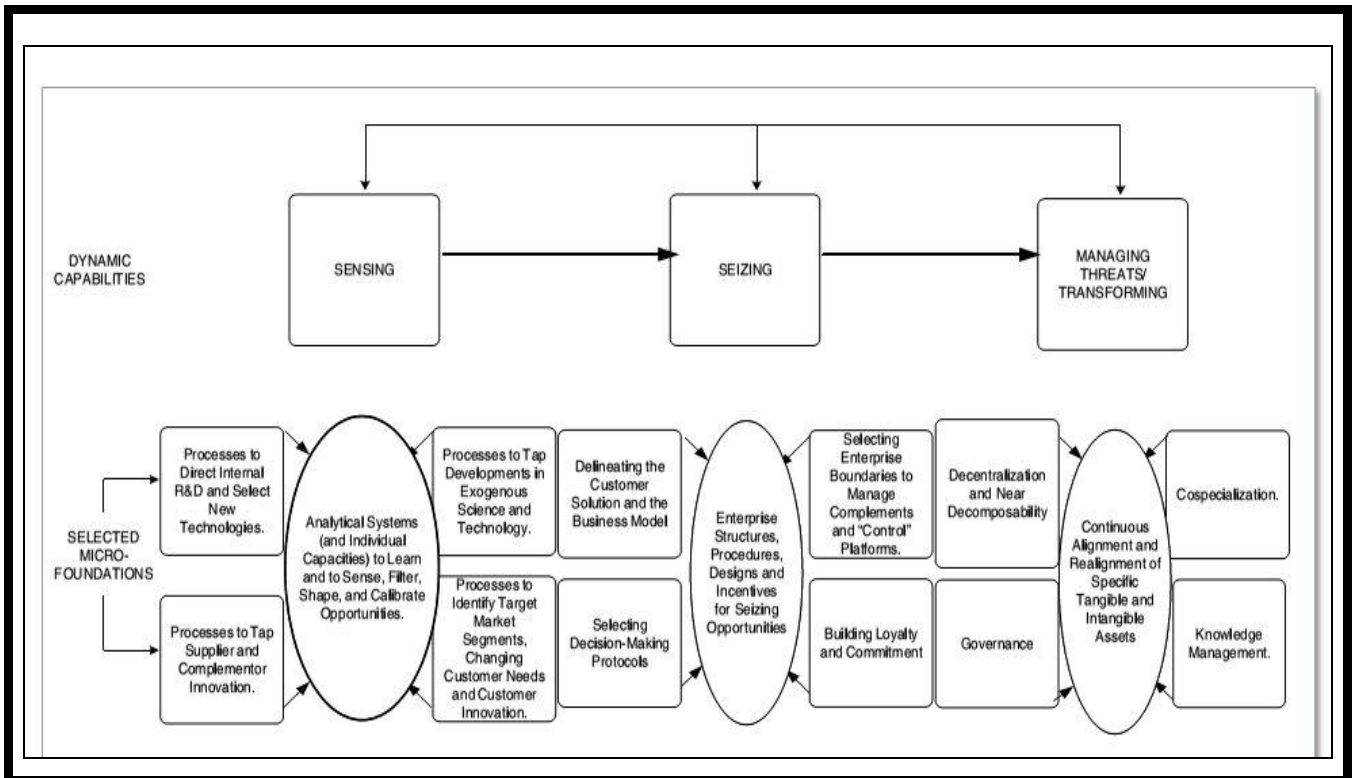 SENSING
SEIZING
MANAGING
THREATS/
TRANSFORMING
DYNAMIC
CAPABILITIES
SELECTED
MICRO-
FOUNDATIONS
Processes to
Direct Internal
R&D and Select
New
Technologies.
Processes to Tap
Supplier and
Complementor
Innovation.
Analytical Systems
(and Individual
Capacities) to Learn
and to Sense, Filter,
Shape, and Calibrate
Opportunities.
Processes to Tap
Developments in
Exogenous
Science and
Technology.
Processes to
Identify Target
Market
Segments,
Changing
Customer Needs
and Customer
Innovation.
Delineating the
Customer
Solution and the
Business Model
Selecting
Decision-Making
Protocols
Enterprise
Structures,
Procedures,
Designs and
Incentives
for Seizing
Opportunities
Selecting
Enterprise
Boundaries to
Manage
Complements
and “Control”
Platforms.
Building Loyalty
and Commitment
Decentralization
and Near
Decomposability
Governance
Continuous
Alignment and
Realignment of
Specific
Tangible and
Intangible
Assets
Cospecialization.
Knowledge
Management.